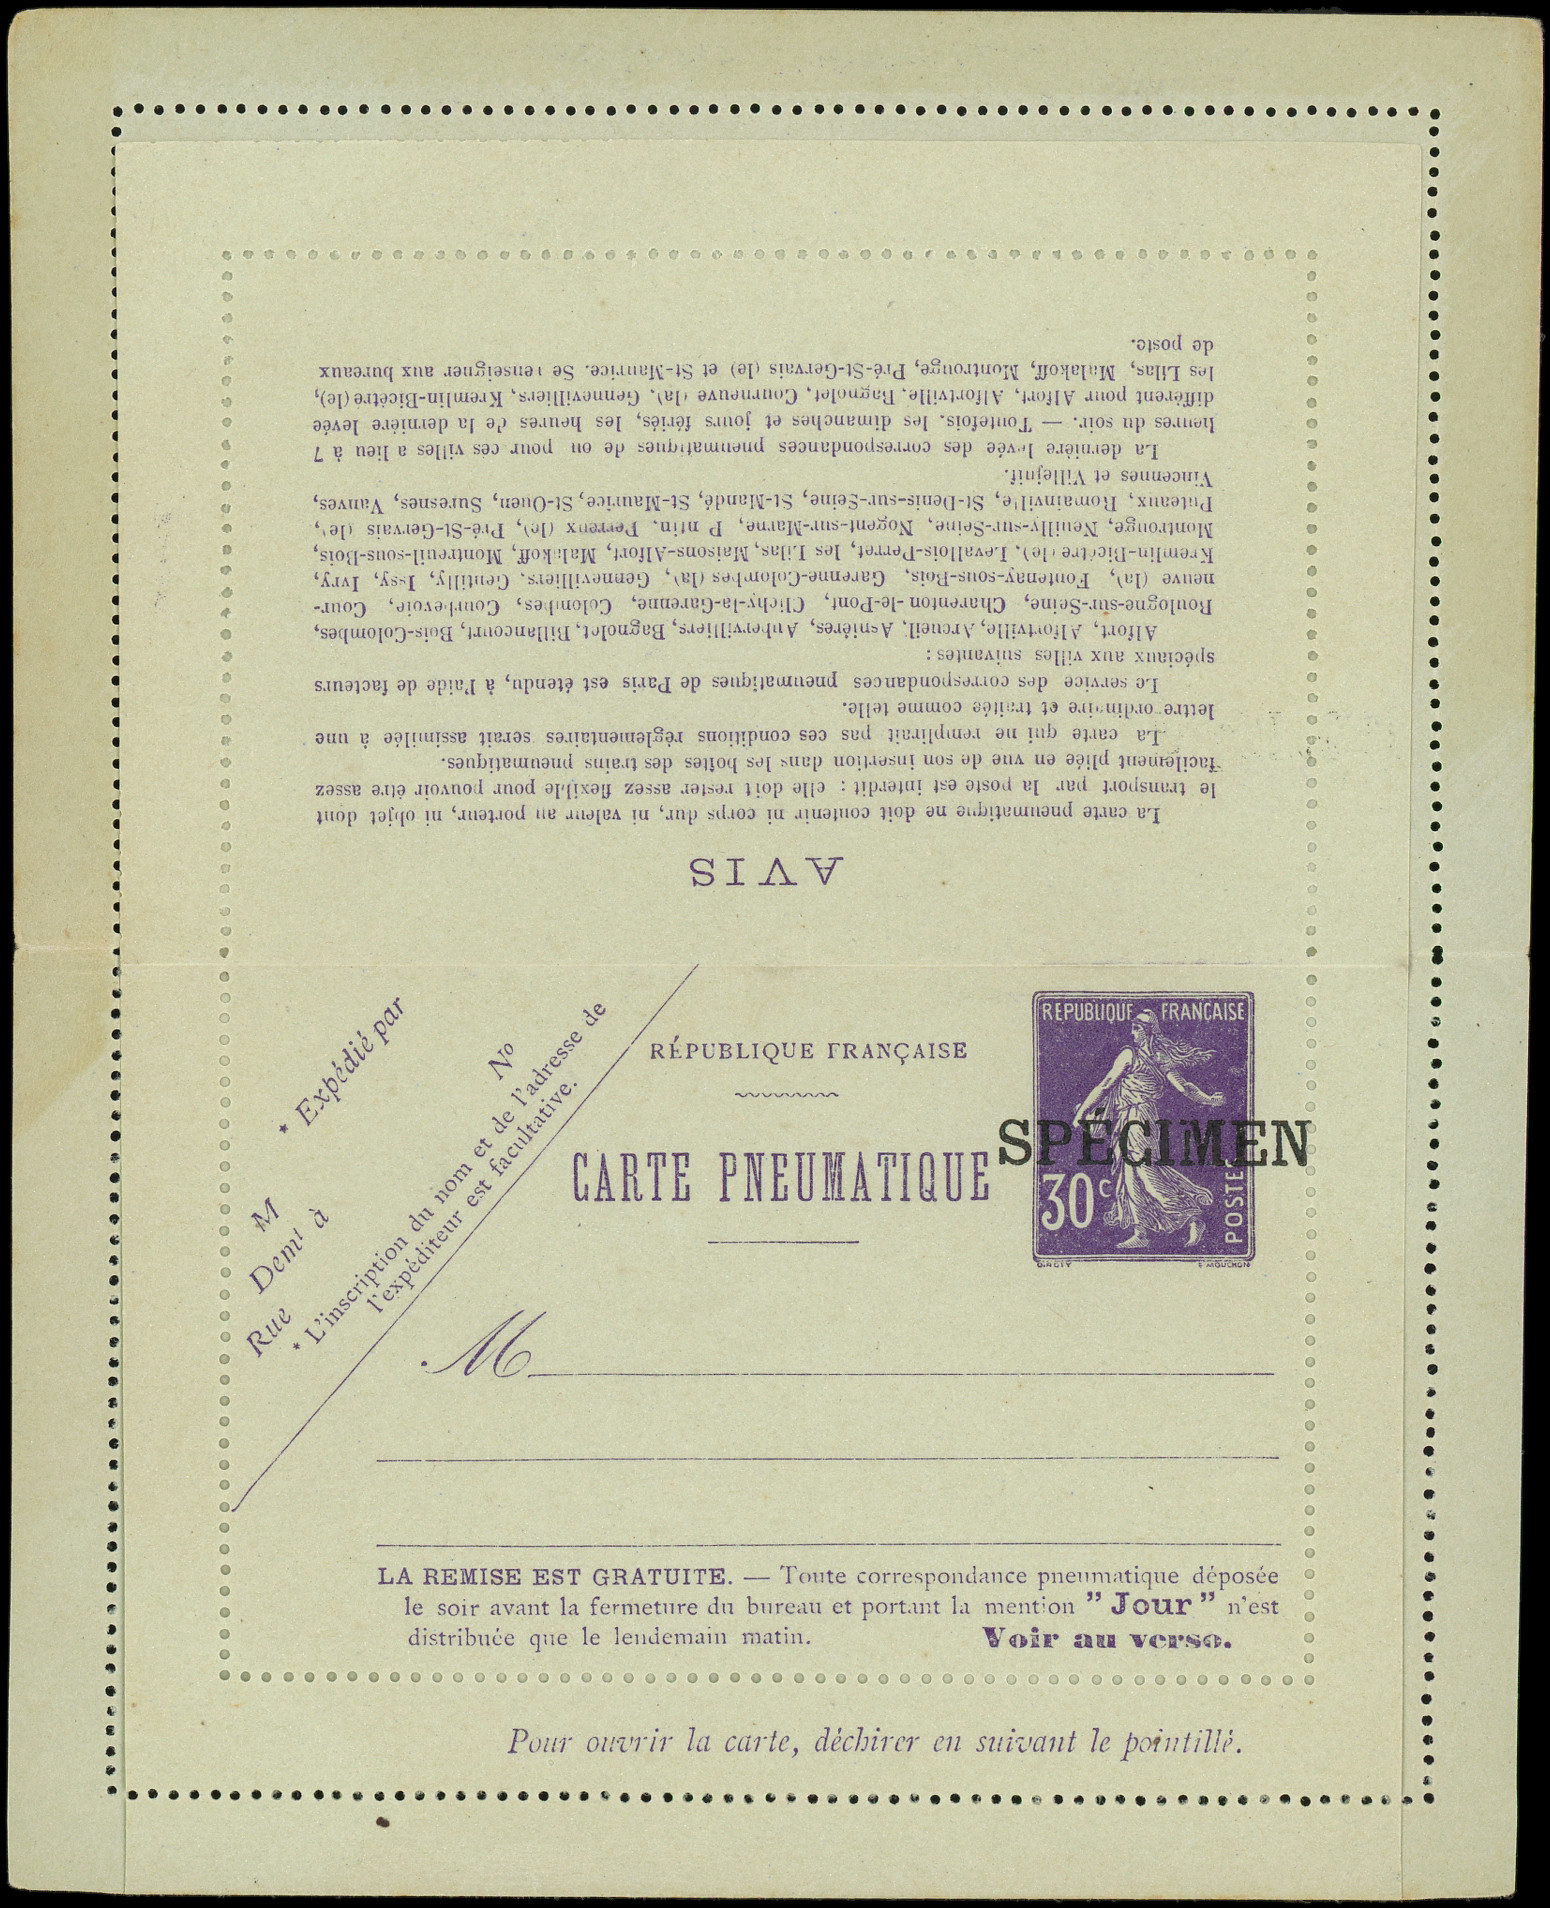 AVIS
La carte pneumatique ne doit contenir ni corps dur, ni valeur au porteur, ni objet dont
le transport par la poste est interdit : elle doit rester assez flexible pour pouvoir être assez
facilement pliée en vue de son insertion dans les boîtes des trains pneumatiques.
La carte qui ne remplirait pas ces conditions réglementaires serait assimilée à une
lettre ordinaire et traitée comme telle.
Le service des correspondances pneumatiques de Paris est étendu, à l'aide de facteurs
spéciaux aux villes suivantes :
Alfort, Alfortville, Arcueil, Asnières, Aubervilliers, Bagnolet, Billancourt, Bois-Colombes,
Boulogne-sur-Seine, Charenton-le-Pont, Clichy-la-Garenne, Colombes, Courbevoie, Cour-
neuve (la), Fontenay-sous-Bois, Garenne-Colombes (la), Gennevilliers, Gentilly, Issy, Ivry,
Kremlin-Bicêtre (le), Levallois-Perret, les Lilas, Maisons-Alfort, Malakoff, Montreuil-sous-Bois,
Montrouge, Neuilly-sur-Seine, Nogent-sur-Marne, Pantin, Perreux (le), Pré-St-Gervais (le),
Puteaux, Romainville, St-Denis-sur-Seine, St-Mandé, St-Maurice, St-Ouen, Suresnes, Vanves,
Vincennes et Villejuif.
La dernière levée des correspondances pneumatiques de ou pour ces villes a lieu à 7
heures du soir. — Toutefois, les dimanches et jours fériés, les heures de la dernière levée
différent pour Alfort, Alfortville, Bagnolet, Courneuve (la), Gennevilliers, Kremlin-Bicêtre (le),
les Lilas, Malakoff, Montrouge, Pré-St-Gervais (le) et St-Maurice. Se renseigner aux bureaux
de poste.
* Expédié par
M
Demt à
Rue
No
* L'inscription du nom et de l'adresse de
l'expéditeur est facultative.
RÉPUBLIQUE FRANÇAISE
CARTE PNEUMATIQUE
REPUBLIQUE FRANCAISE
SPÉCIMEN
30c
POSTES
O. ROTY
E. MOUCHON
M
LA REMISE EST GRATUITE. — Toute correspondance pneumatique déposée
le soir avant la fermeture du bureau et portant la mention " Jour " n'est
distribuée que le lendemain matin. Voir au verso.
Pour ouvrir la carte, déchirer en suivant le pointillé.